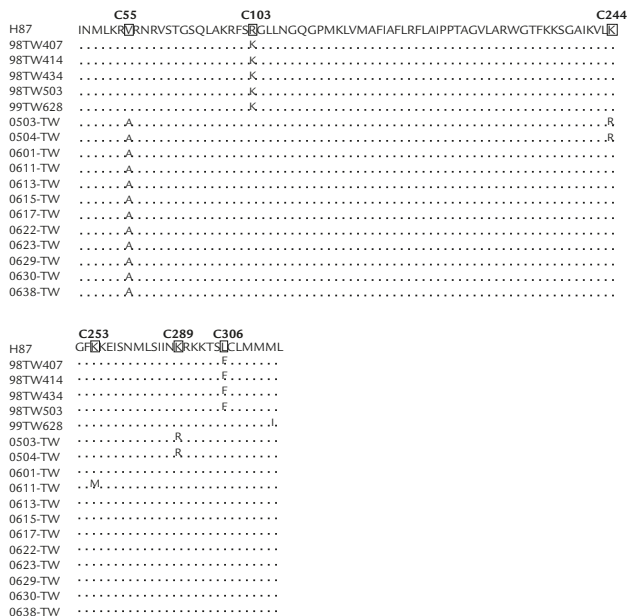 C55 C103 C244
H87 INMLKRVRNRVSTGSQLAKRFSRGLLNGQGPMKLVMAFIAFLRFLAIPPTAGVLARWGTFKKSGAIKVLK
98TW407 ......................K...............................................
98TW414 ......................K...............................................
98TW434 ......................K...............................................
98TW503 ......................K...............................................
99TW628 ......................K...............................................
0503-TW ......A..............................................................R
0504-TW ......A..............................................................R
0601-TW ......A...............................................................
0611-TW ......A...............................................................
0613-TW ......A...............................................................
0615-TW ......A...............................................................
0617-TW ......A...............................................................
0622-TW ......A...............................................................
0623-TW ......A...............................................................
0629-TW ......A...............................................................
0630-TW ......A...............................................................
0638-TW ......A...............................................................
C253 C289 C306
H87 GFKKEISNMLSIINKRKKTSLCLMMML
98TW407 ....................F......
98TW414 ....................F......
98TW434 ....................F......
98TW503 ....................F......
99TW628 .........................I.
0503-TW ..............R............
0504-TW ..............R............
0601-TW ...........................
0611-TW ..M........................
0613-TW ...........................
0615-TW ...........................
0617-TW ...........................
0622-TW ...........................
0623-TW ...........................
0629-TW ...........................
0630-TW ...........................
0638-TW ...........................